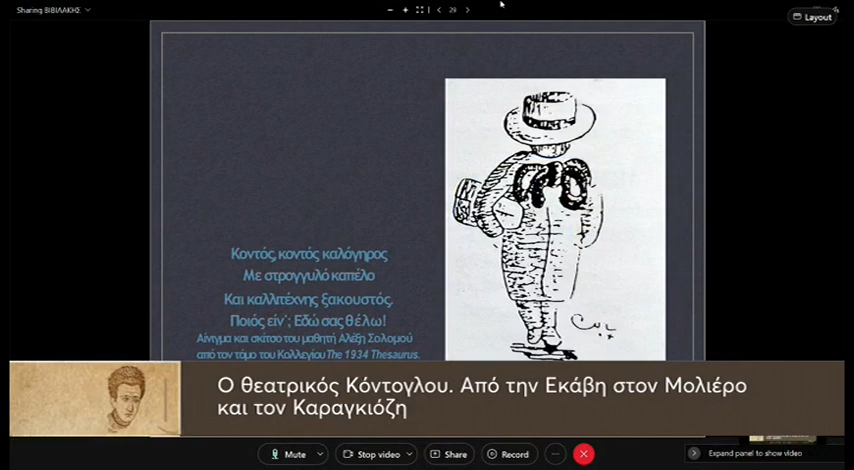 Sharing ΒΙΒΙΛΑΚΗΣ
29
Layout
Κοντός, κοντός καλόγηρος
Με στρογγυλό καπέλο
Και καλλιτέχνης ξακουστός.
Ποιός είν'; Εδώ σας θέλω!
Αίνιγμα και σκίτσο του μαθητή Αλέξη Σολομού
από τον τόμο του Κολλεγίου The 1934 Thesaurus.
Ο θεατρικός Κόντογλου. Από την Εκάβη στον Μολιέρο
και τον Καραγκιόζη
Mute
Stop video
Share
Record
Expand panel to show video